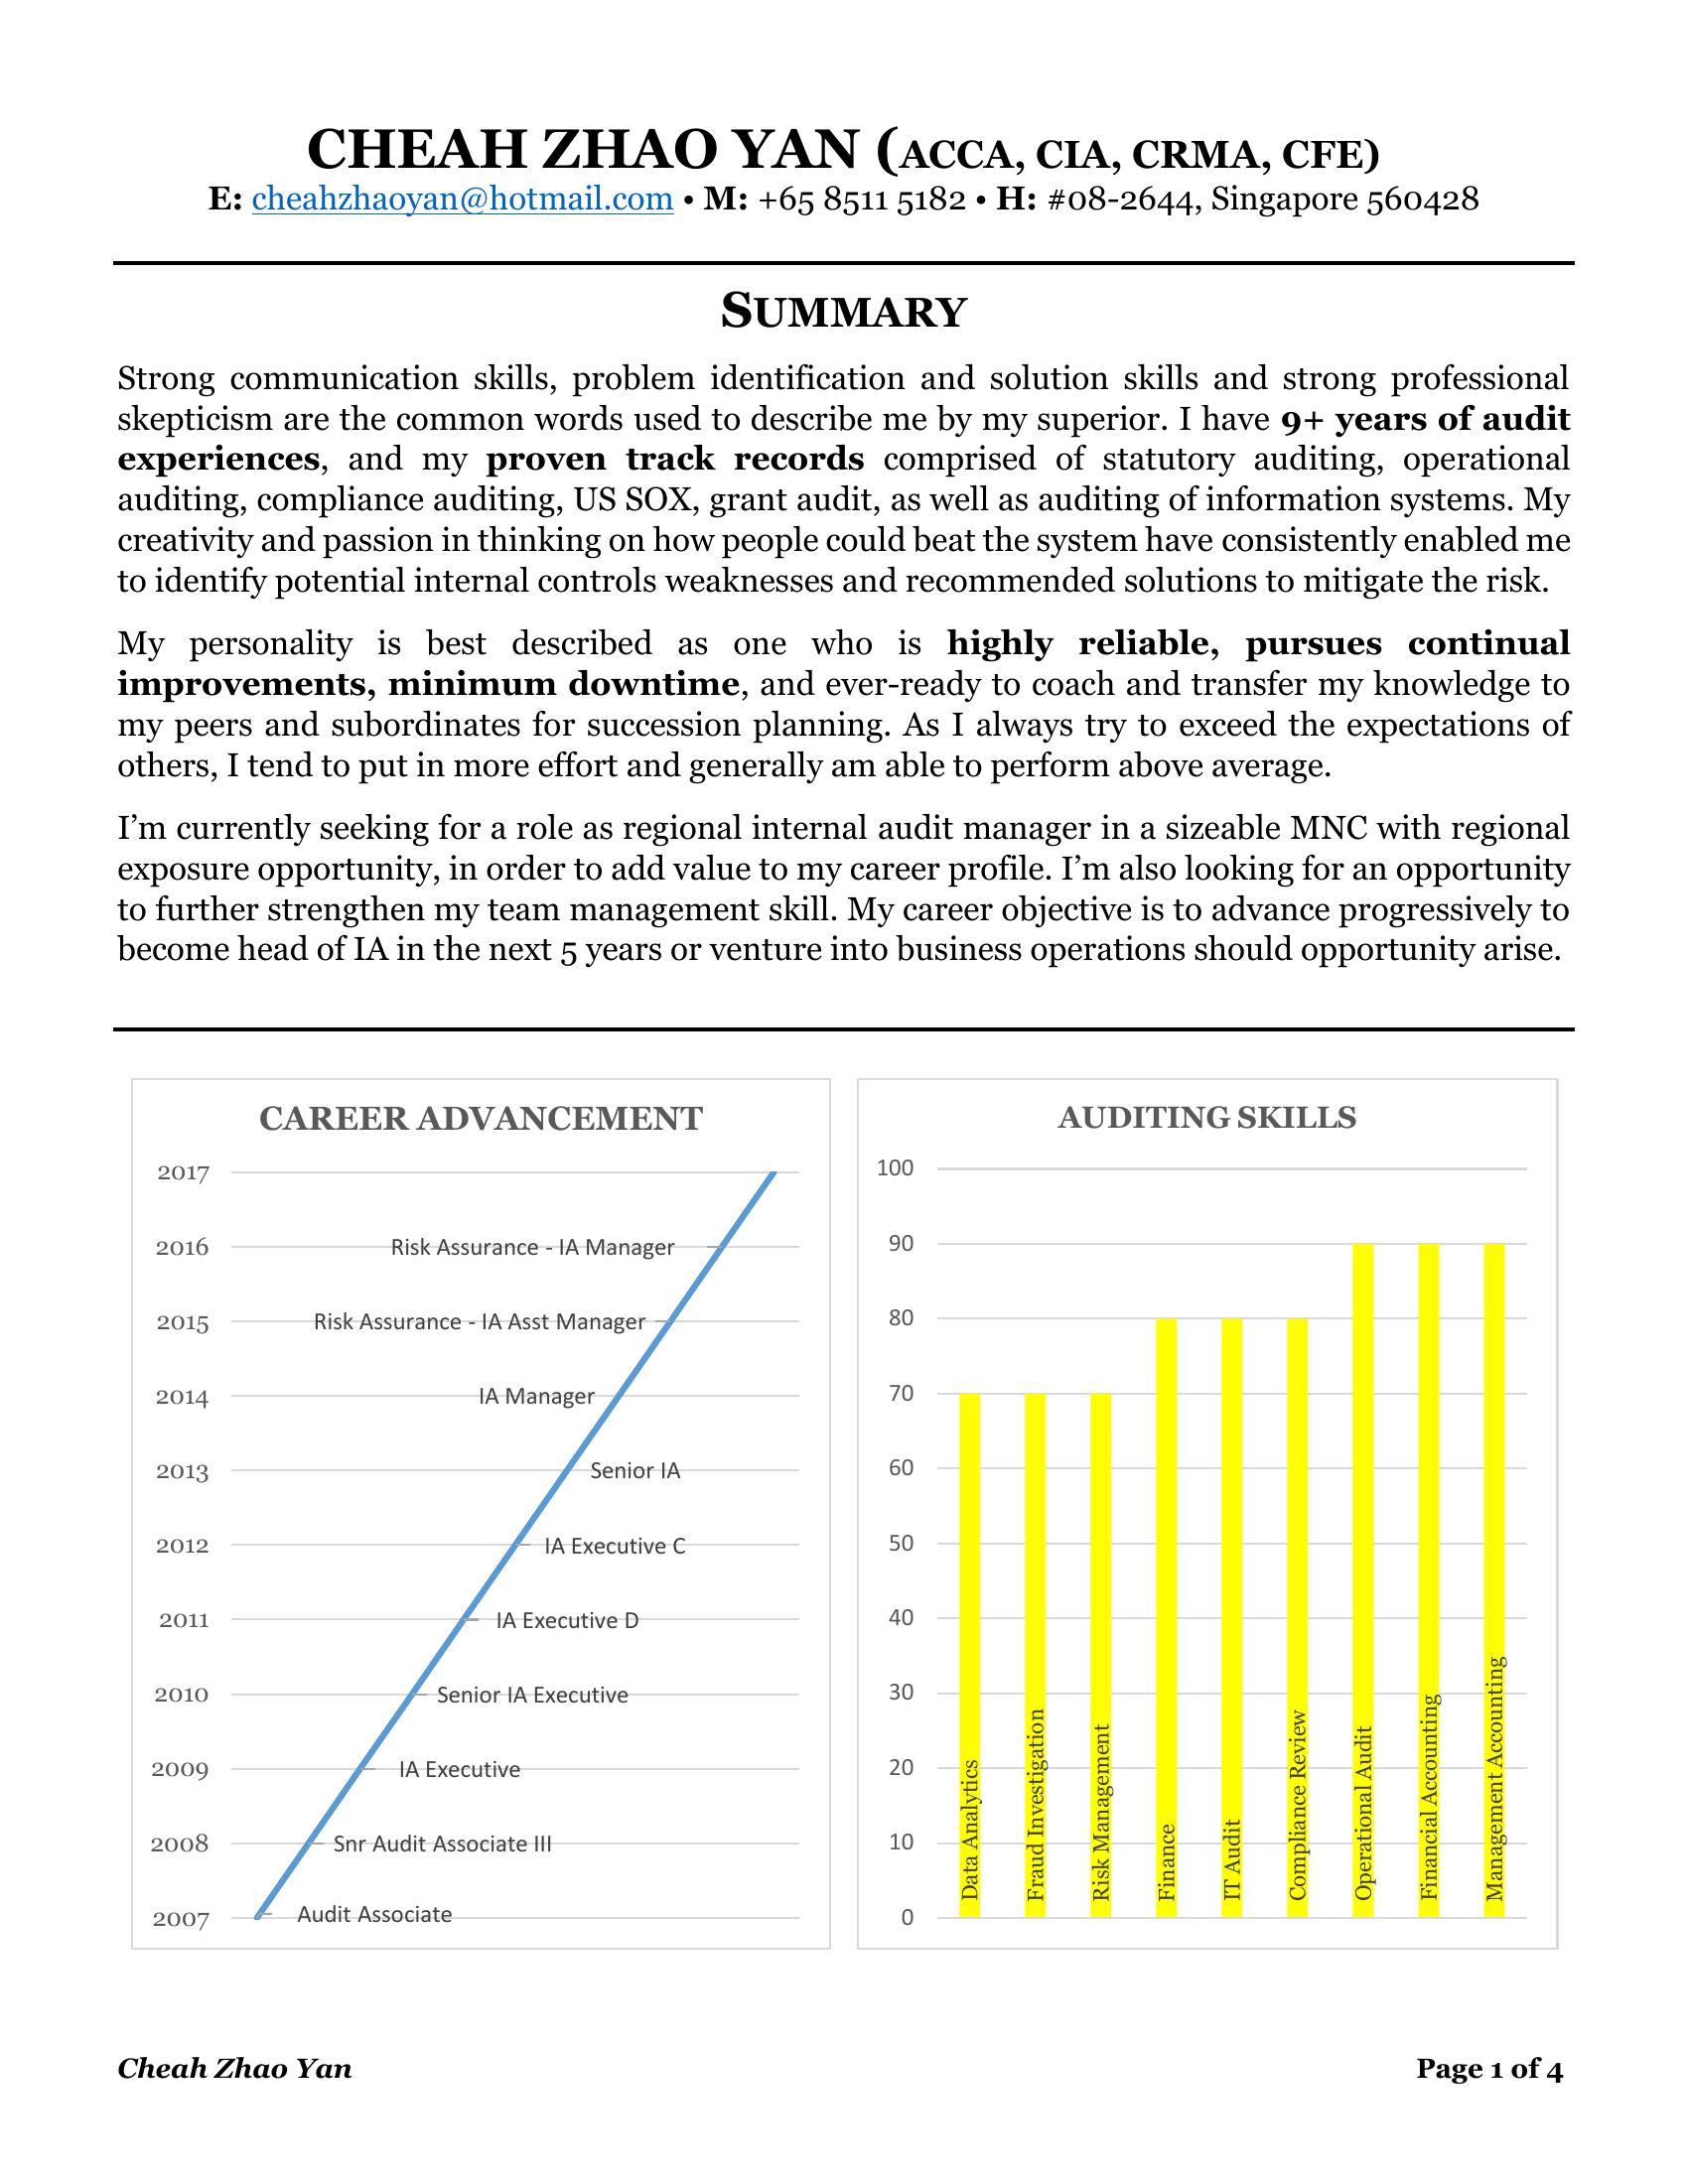 CHEAH ZHAO YAN (ACCA, CIA, CRMA, CFE)
E: cheahzhaoyan@hotmail.com • M: +65 8511 5182 • H: #08-2644, Singapore 560428
SUMMARY
Strong communication skills, problem identification and solution skills and strong professional
skepticism are the common words used to describe me by my superior. I have 9+ years of audit
experiences, and my proven track records comprised of statutory auditing, operational
auditing, compliance auditing, US SOX, grant audit, as well as auditing of information systems. My
creativity and passion in thinking on how people could beat the system have consistently enabled me
to identify potential internal controls weaknesses and recommended solutions to mitigate the risk.
My personality is best described as one who is highly reliable, pursues continual
improvements, minimum downtime, and ever-ready to coach and transfer my knowledge to
my peers and subordinates for succession planning. As I always try to exceed the expectations of
others, I tend to put in more effort and generally am able to perform above average.
I'm currently seeking for a role as regional internal audit manager in a sizeable MNC with regional
exposure opportunity, in order to add value to my career profile. I'm also looking for an opportunity
to further strengthen my team management skill. My career objective is to advance progressively to
become head of IA in the next 5 years or venture into business operations should opportunity arise.
CAREER ADVANCEMENT
2017
2016 Risk Assurance - IA Manager
2015 Risk Assurance - IA Asst Manager
2014 IA Manager
2013 Senior IA
2012 IA Executive C
2011 IA Executive D
2010 Senior IA Executive
2009 IA Executive
2008 Snr Audit Associate III
2007 Audit Associate
AUDITING SKILLS
100
90
80
70
60
50
40
30
20
10
0
Data Analytics
Fraud Investigation
Risk Management
Finance
IT Audit
Compliance Review
Operational Audit
Financial Accounting
Management Accounting
Cheah Zhao Yan
Page 1 of 4